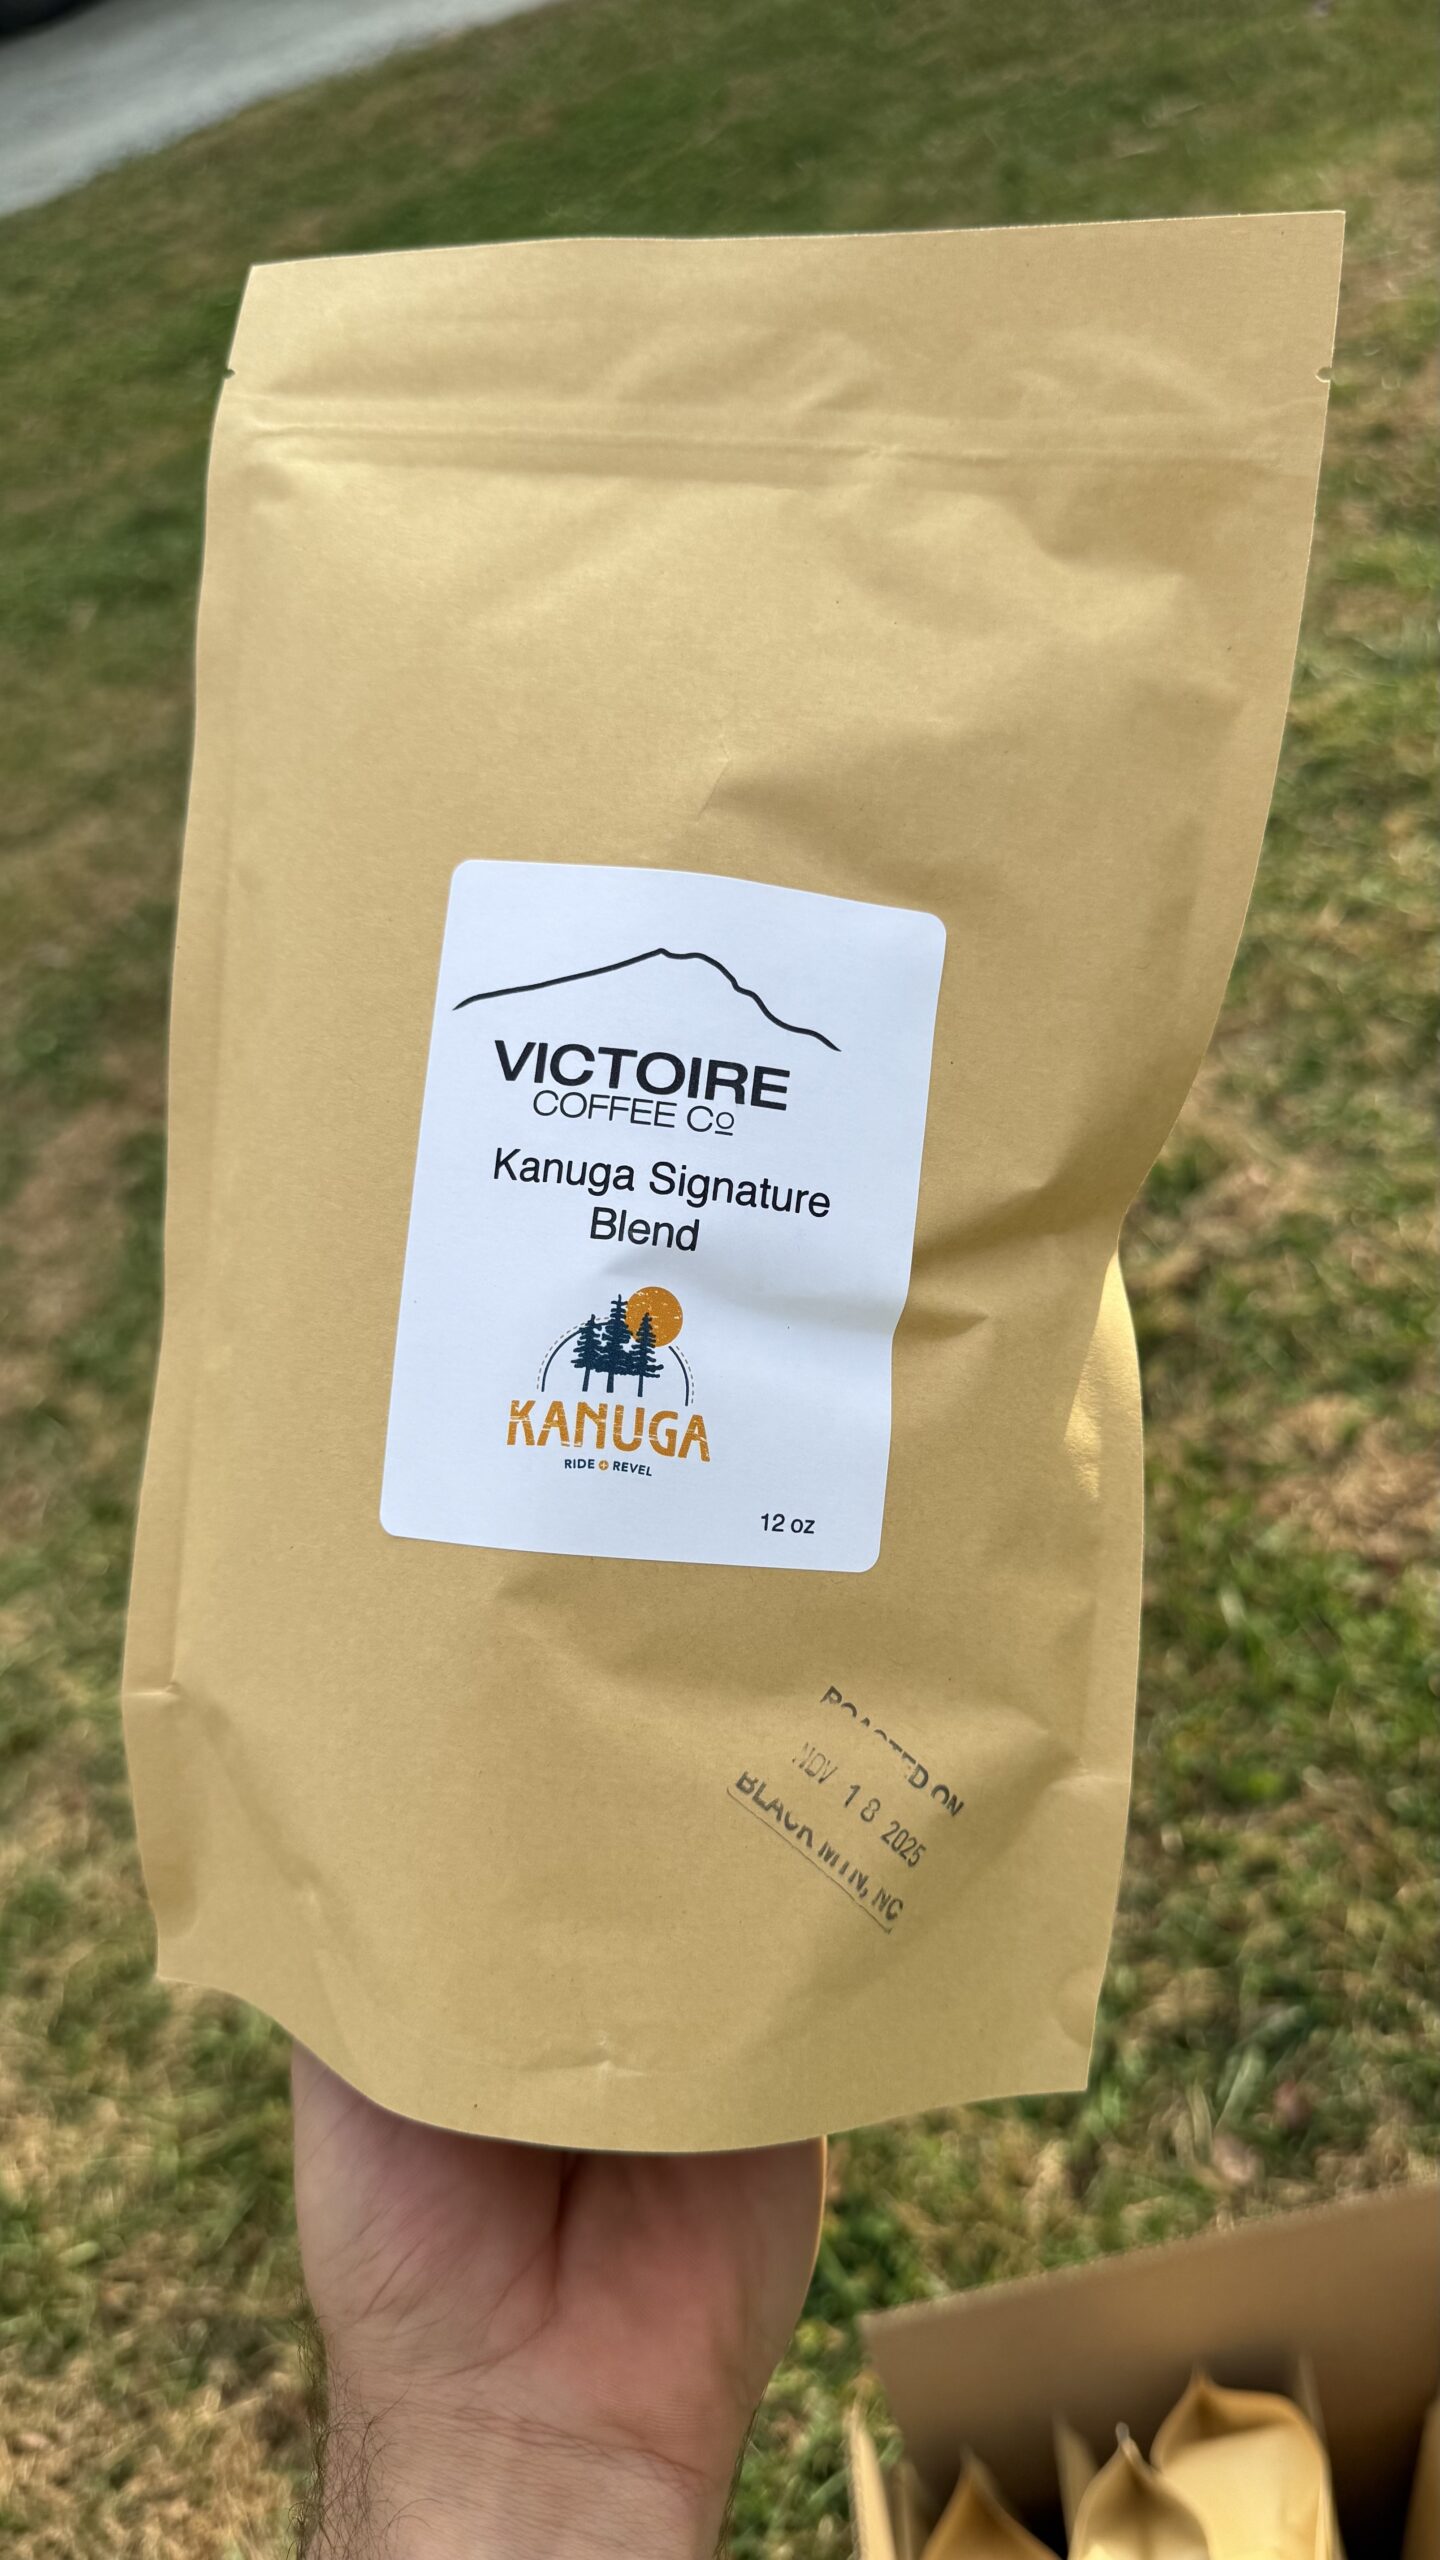 VICTOIRE
COFFEE Cº
Kanuga Signature
Blend
KANUGA
RIDE + REVEL
12 oz
ROASTED ON
NOV 18 2025
BLACK MTN, NC